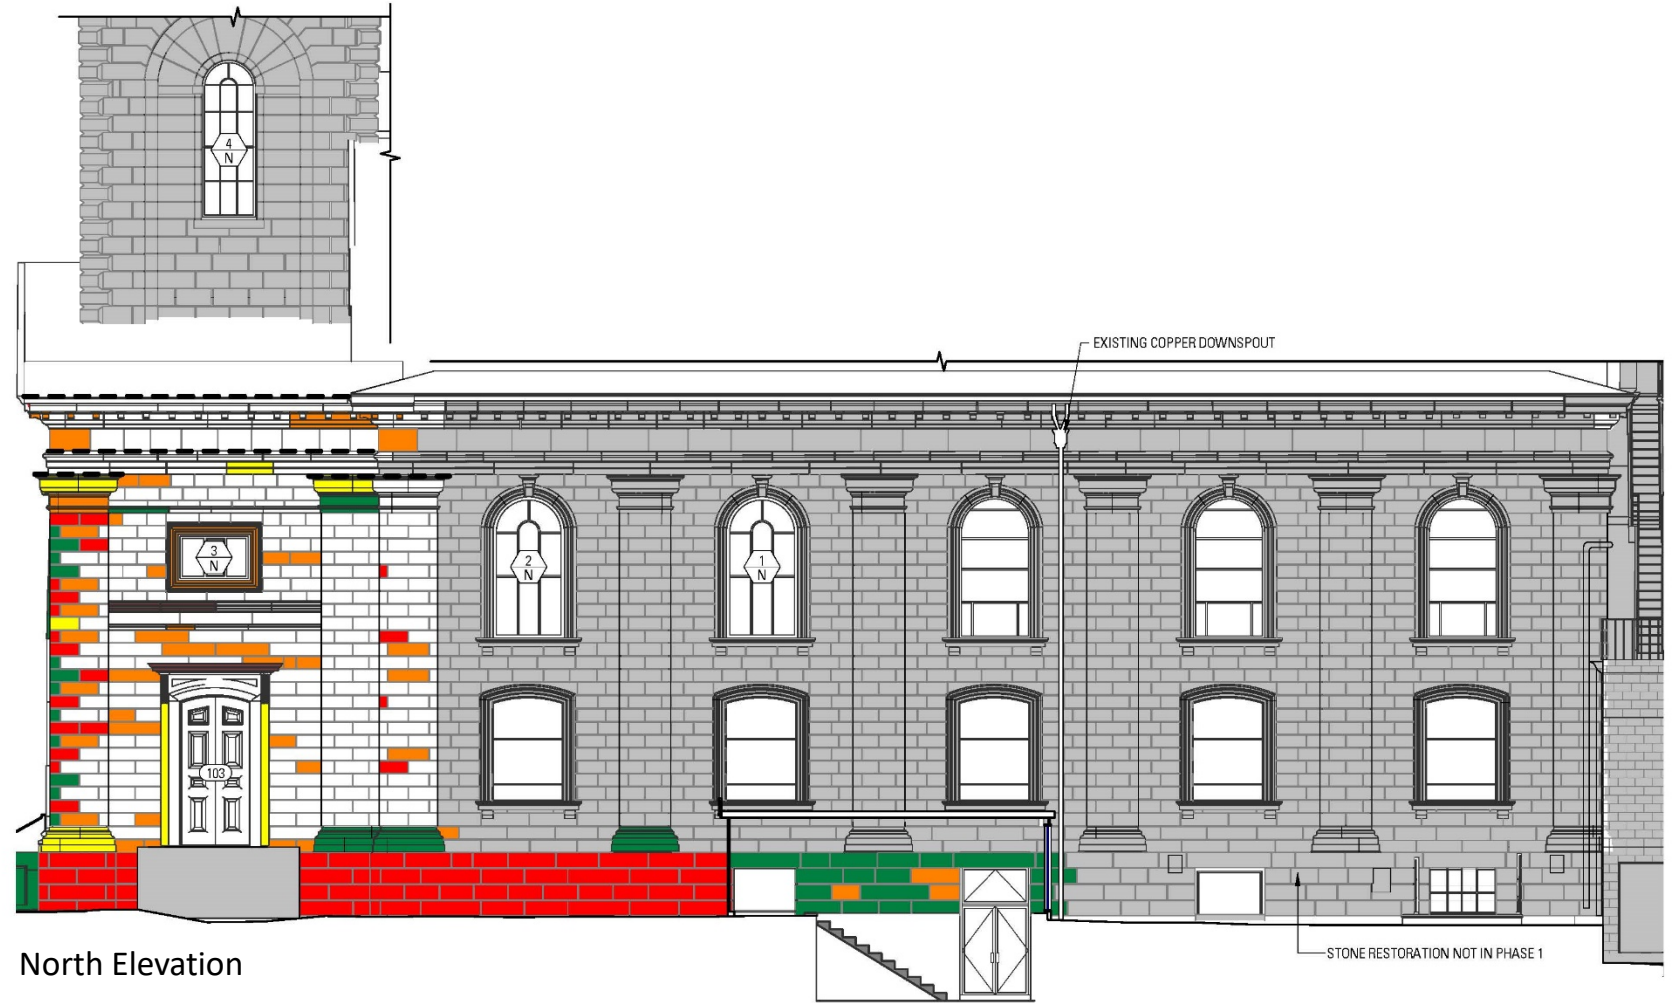 4
N
EXISTING COPPER DOWNSPOUT
3
N
2
N
1
N
103
STONE RESTORATION NOT IN PHASE 1
North Elevation